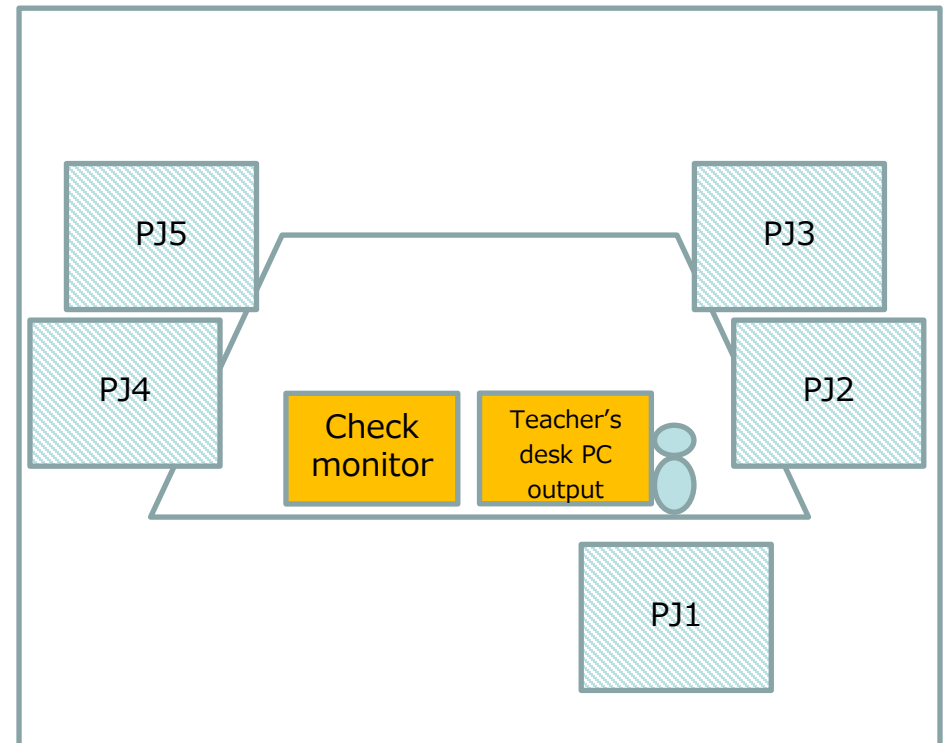 PJ5
PJ3
PJ4
PJ2
Check
monitor
Teacher’s
desk PC
output
PJ1